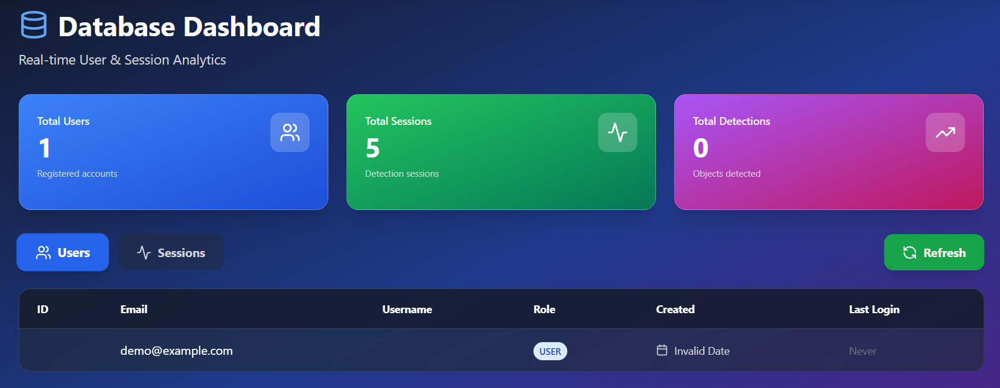 Database Dashboard
Real-time User & Session Analytics
Total Users
1
Registered accounts
Total Sessions
5
Detection sessions
Total Detections
0
Objects detected
Users
Sessions
Refresh
ID Email Username Role Created Last Login
demo@example.com USER Invalid Date Never